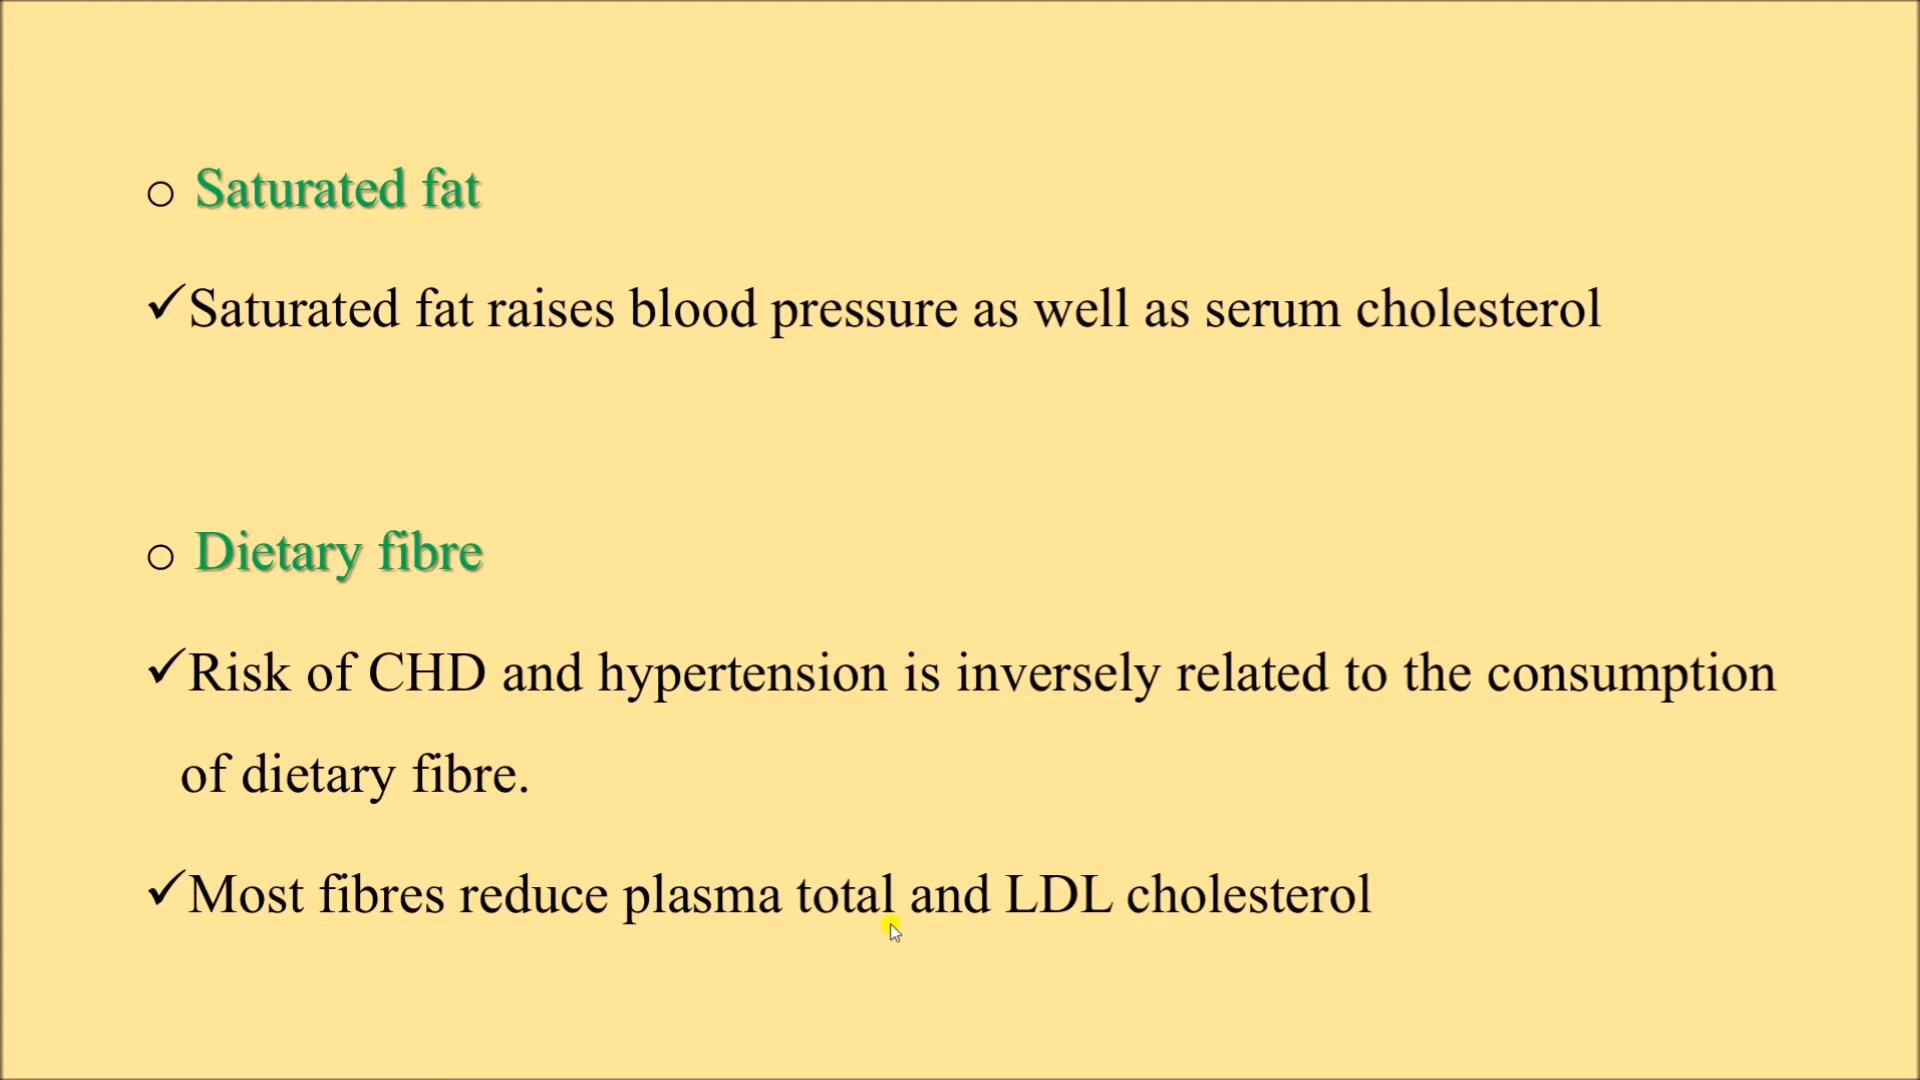 Saturated fat
✓Saturated fat raises blood pressure as well as serum cholesterol
Dietary fibre
✓Risk of CHD and hypertension is inversely related to the consumption
of dietary fibre.
✓Most fibres reduce plasma total and LDL cholesterol